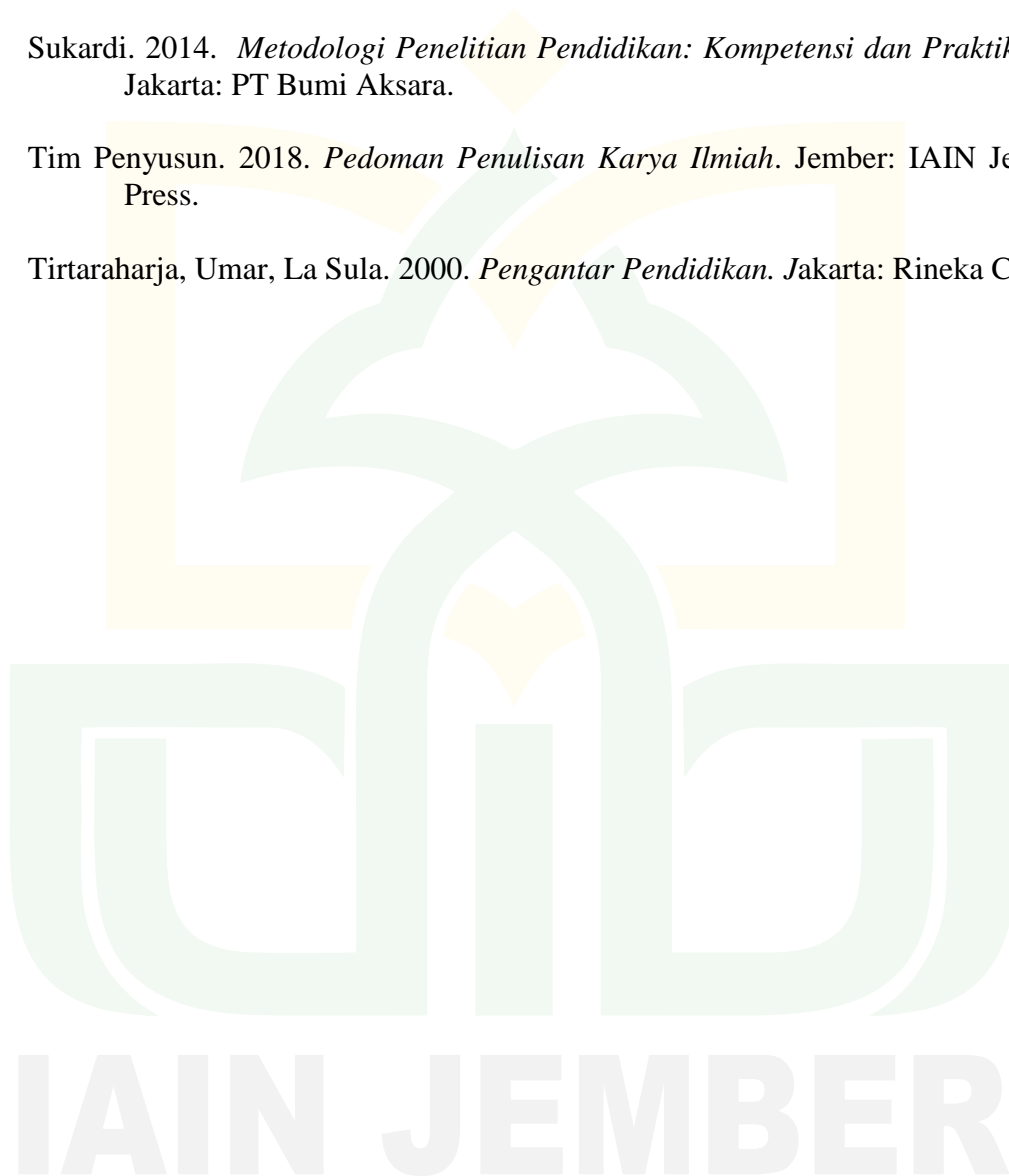 Sukardi. 2014. Metodologi Penelitian Pendidikan: Kompetensi dan Praktik
Jakarta: PT Bumi Aksara.
Tim Penyusun. 2018. Pedoman Penulisan Karya Ilmiah. Jember: IAIN Je
Press.
Tirtaraharja, Umar, La Sula. 2000. Pengantar Pendidikan. Jakarta: Rineka C
IAIN JEMBER